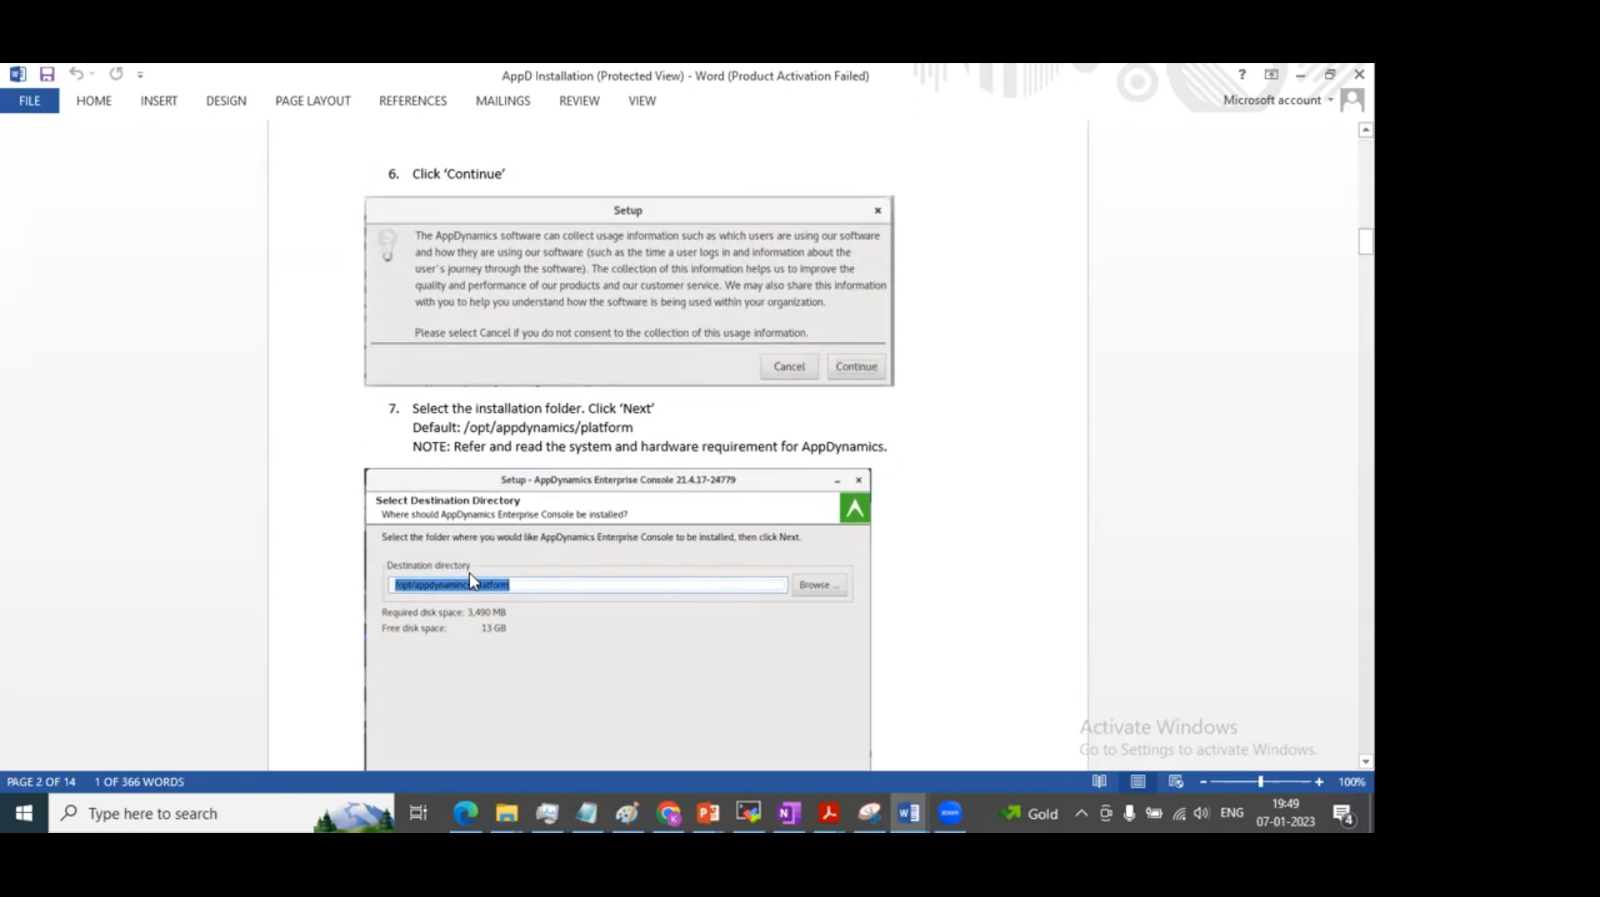 AppD Installation (Protected View) - Word (Product Activation Failed)
FILE HOME INSERT DESIGN PAGE LAYOUT REFERENCES MAILINGS REVIEW VIEW
Microsoft account
6. Click ‘Continue’
Setup
The AppDynamics software can collect usage information such as which users are using our software
and how they are using our software (such as the time a user logs in and information about the
user's journey through the software). The collection of this information helps us to improve the
quality and performance of our products and our customer service. We may also share this information
with you to help you understand how the software is being used within your organization.
Please select Cancel if you do not consent to the collection of this usage information.
Cancel Continue
7. Select the installation folder. Click ‘Next’
Default: /opt/appdynamics/platform
NOTE: Refer and read the system and hardware requirement for AppDynamics.
Setup - AppDynamics Enterprise Console 21.4.17-24779
Select Destination Directory
Where should AppDynamics Enterprise Console be installed?
Select the folder where you would like AppDynamics Enterprise Console to be installed, then click Next.
Destination directory
Browse ...
Required disk space: 3,490 MB
Free disk space: 13 GB
Activate Windows
Go to Settings to activate Windows.
PAGE 2 OF 14 1 OF 366 WORDS
100%
Type here to search
zoom
Gold
ENG
19:49
07-01-2023
4